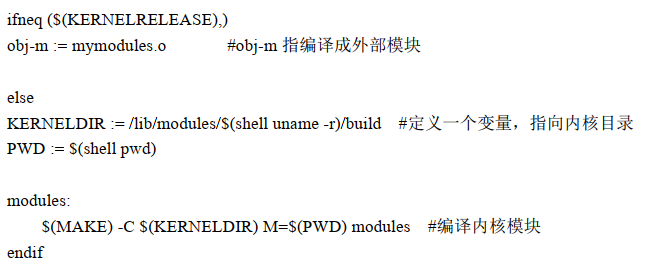 ifneq ($(KERNELRELEASE),)
obj-m := mymodules.o #obj-m 指编译成外部模块
else
KERNELDIR := /lib/modules/$(shell uname -r)/build #定义一个变量，指向内核目录
PWD := $(shell pwd)
modules:
$(MAKE) -C $(KERNELDIR) M=$(PWD) modules #编译内核模块
endif